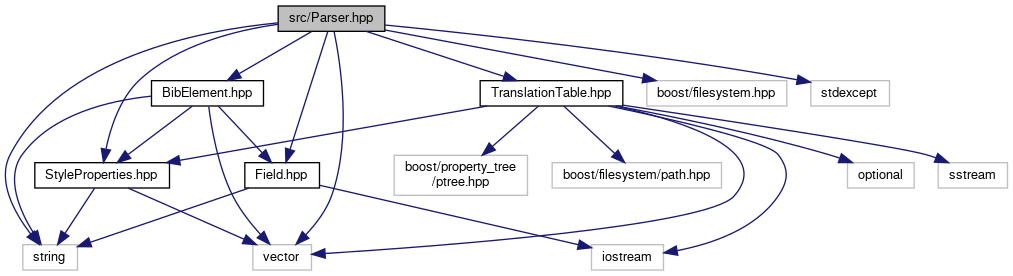 src/Parser.hpp
BibElement.hpp
TranslationTable.hpp
boost/filesystem.hpp
stdexcept
StyleProperties.hpp
Field.hpp
boost/property_tree
/ptree.hpp
boost/filesystem/path.hpp
optional
sstream
string
vector
iostream